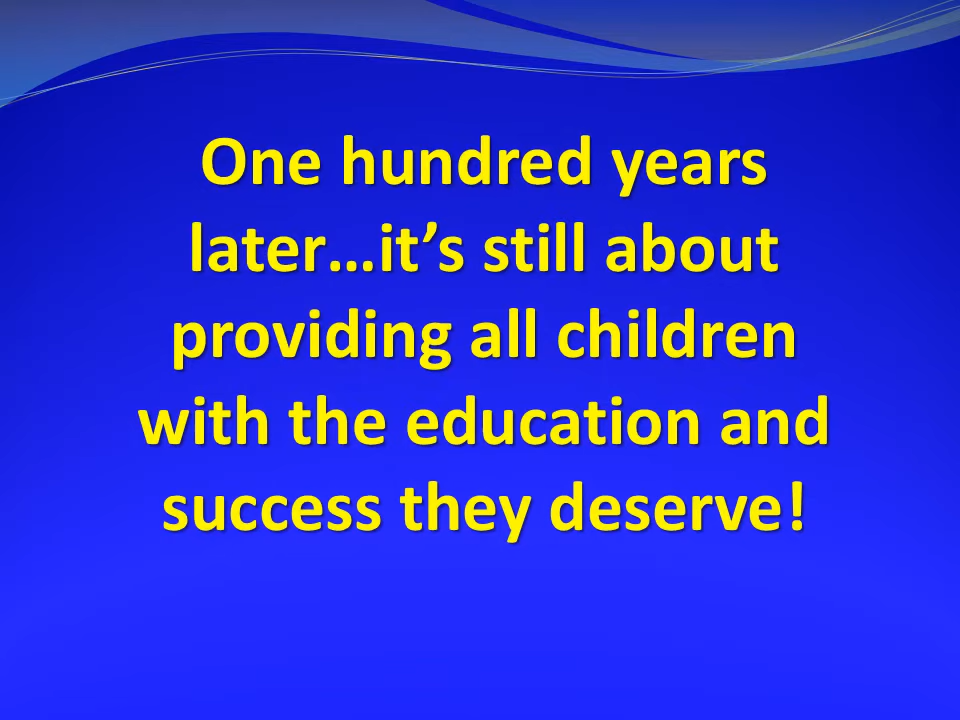 One hundred years
later…it’s still about
providing all children
with the education and
success they deserve!